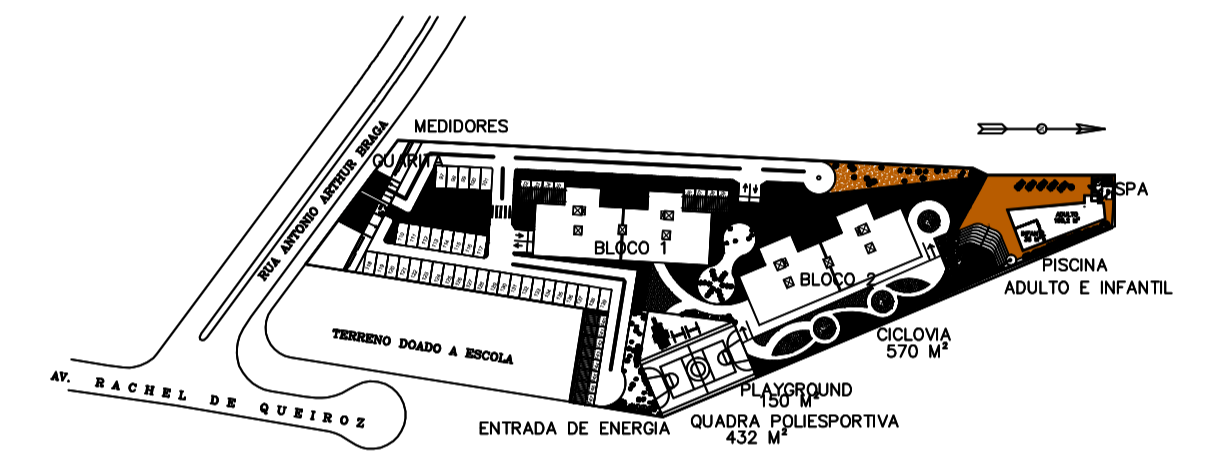 MEDIDORES
GUARITA
RUA ANTONIO ARTHUR BRAGA
SPA
BLOCO 1
BLOCO 2
PISCINA
ADULTO E INFANTIL
CICLOVIA
570 M²
TERRENO DOADO A ESCOLA
AV. RACHEL DE QUEIROZ
PLAYGROUND
150 M²
ENTRADA DE ENERGIA
QUADRA POLIESPORTIVA
432 M²